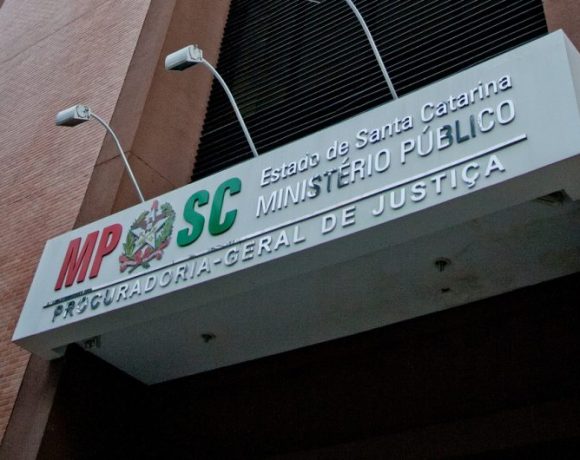 MP SC
Estado de Santa Catarina
MINISTÉRIO PÚBLICO
PROCURADORIA-GERAL DE JUSTIÇA